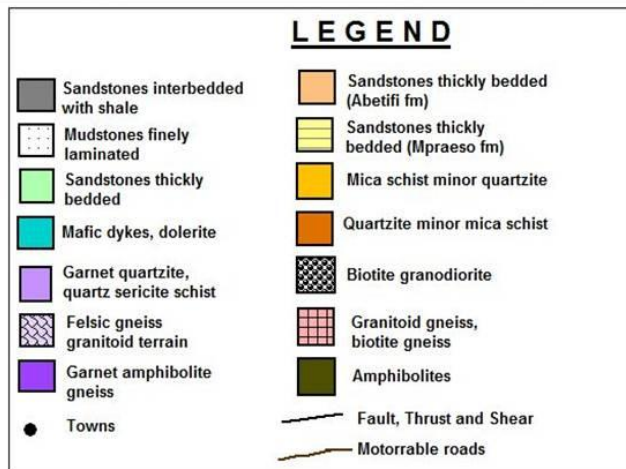 LEGEND
Sandstones interbedded
with shale
Mudstones finely
laminated
Sandstones thickly
bedded
Mafic dykes, dolerite
Garnet quartzite,
quartz sericite schist
Felsic gneiss
granitoid terrain
Garnet amphibolite
gneiss
Towns
Sandstones thickly bedded
(Abetifi fm)
Sandstones thickly
bedded (Mpraeso fm)
Mica schist minor quartzite
Quartzite minor mica schist
Biotite granodiorite
Granitoid gneiss,
biotite gneiss
Amphibolites
Fault, Thrust and Shear
Motorrable roads